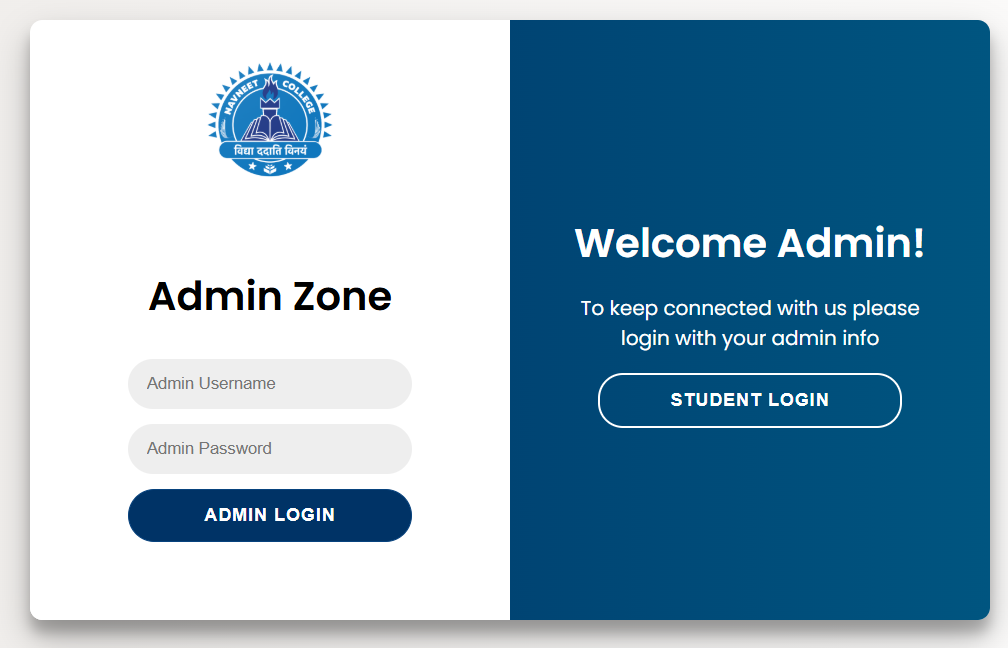 NAVNEET COLLEGE
विद्या ददाति विनयं
Admin Zone
Admin Username
Admin Password
ADMIN LOGIN
Welcome Admin!
To keep connected with us please
login with your admin info
STUDENT LOGIN